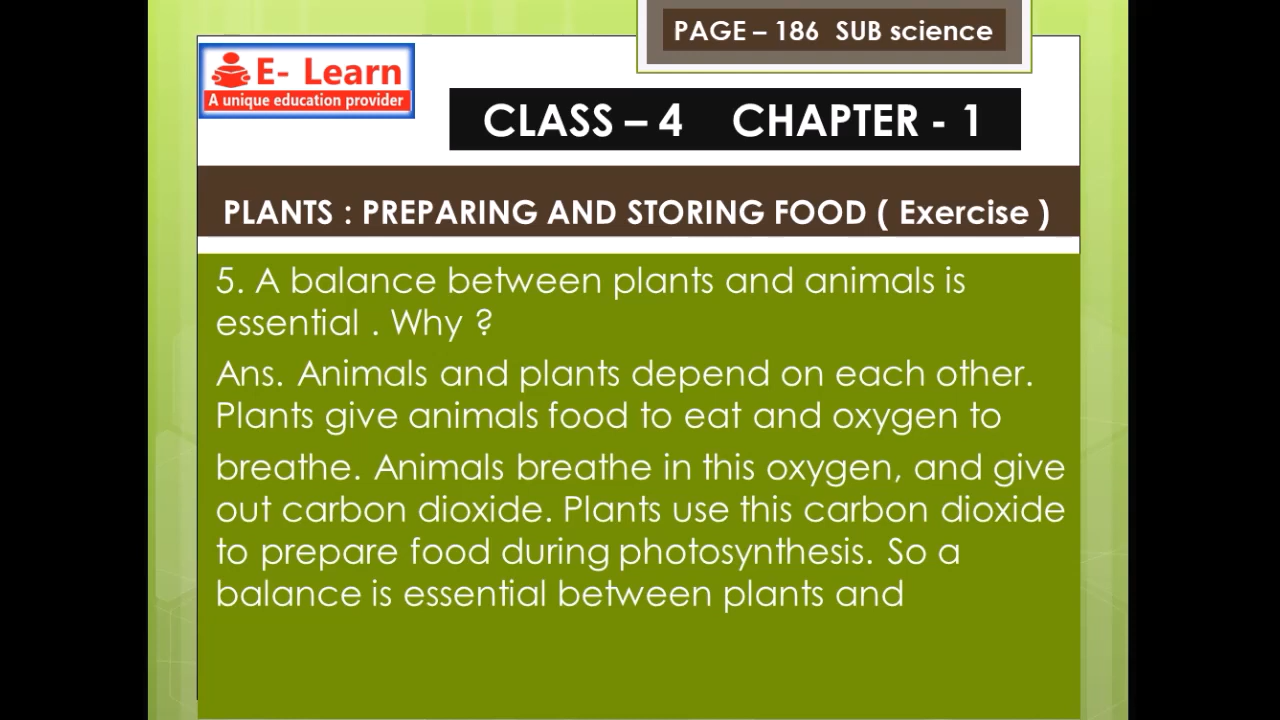 PAGE – 186 SUB science
E- Learn
A unique education provider
CLASS – 4 CHAPTER - 1
PLANTS : PREPARING AND STORING FOOD ( Exercise )
5. A balance between plants and animals is
essential . Why ?
Ans. Animals and plants depend on each other.
Plants give animals food to eat and oxygen to
breathe. Animals breathe in this oxygen, and give
out carbon dioxide. Plants use this carbon dioxide
to prepare food during photosynthesis. So a
balance is essential between plants and